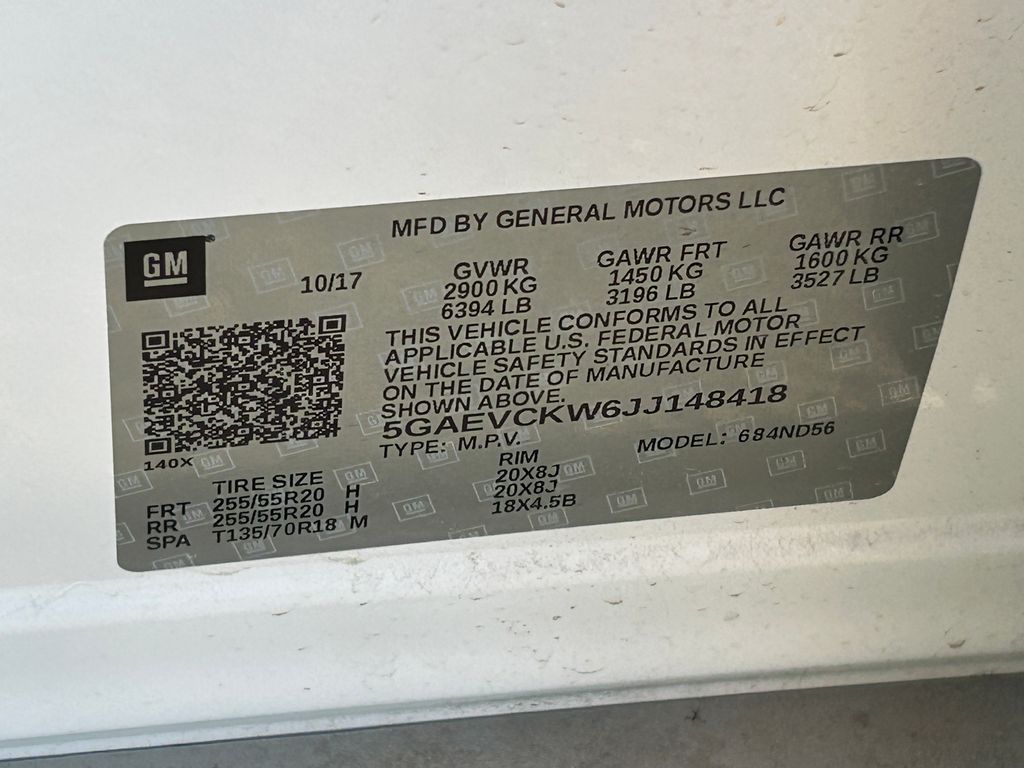 MFD BY GENERAL MOTORS LLC
GM
10/17
GVWR GAWR FRT GAWR RR
2900 KG 1450 KG 1600 KG
6394 LB 3196 LB 3527 LB
THIS VEHICLE CONFORMS TO ALL
APPLICABLE U.S. FEDERAL MOTOR
VEHICLE SAFETY STANDARDS IN EFFECT
ON THE DATE OF MANUFACTURE
SHOWN ABOVE.
5GAEVCKW6JJ148418
TYPE: M.P.V. MODEL: 684ND56
140X
TIRE SIZE RIM
FRT 255/55R20 H 20X8J
RR 255/55R20 H 20X8J
SPA T135/70R18 M 18X4.5B